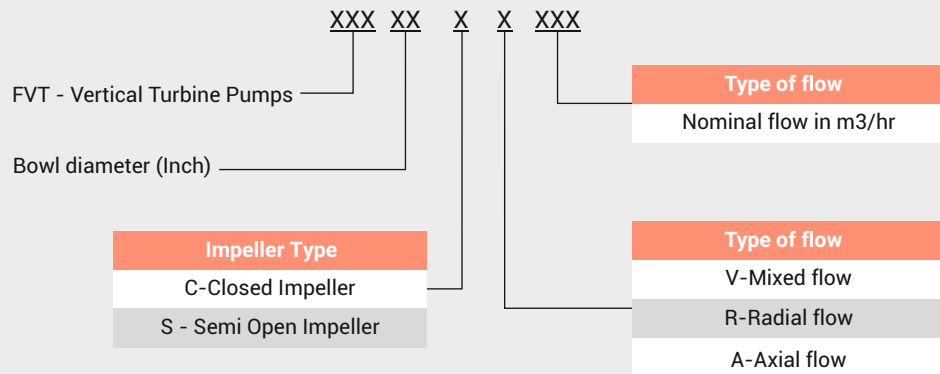 XXX XX X X XXX
FVT - Vertical Turbine Pumps
Type of flow
Nominal flow in m3/hr
Bowl diameter (Inch)
Impeller Type
C-Closed Impeller
S - Semi Open Impeller
Type of flow
V-Mixed flow
R-Radial flow
A-Axial flow